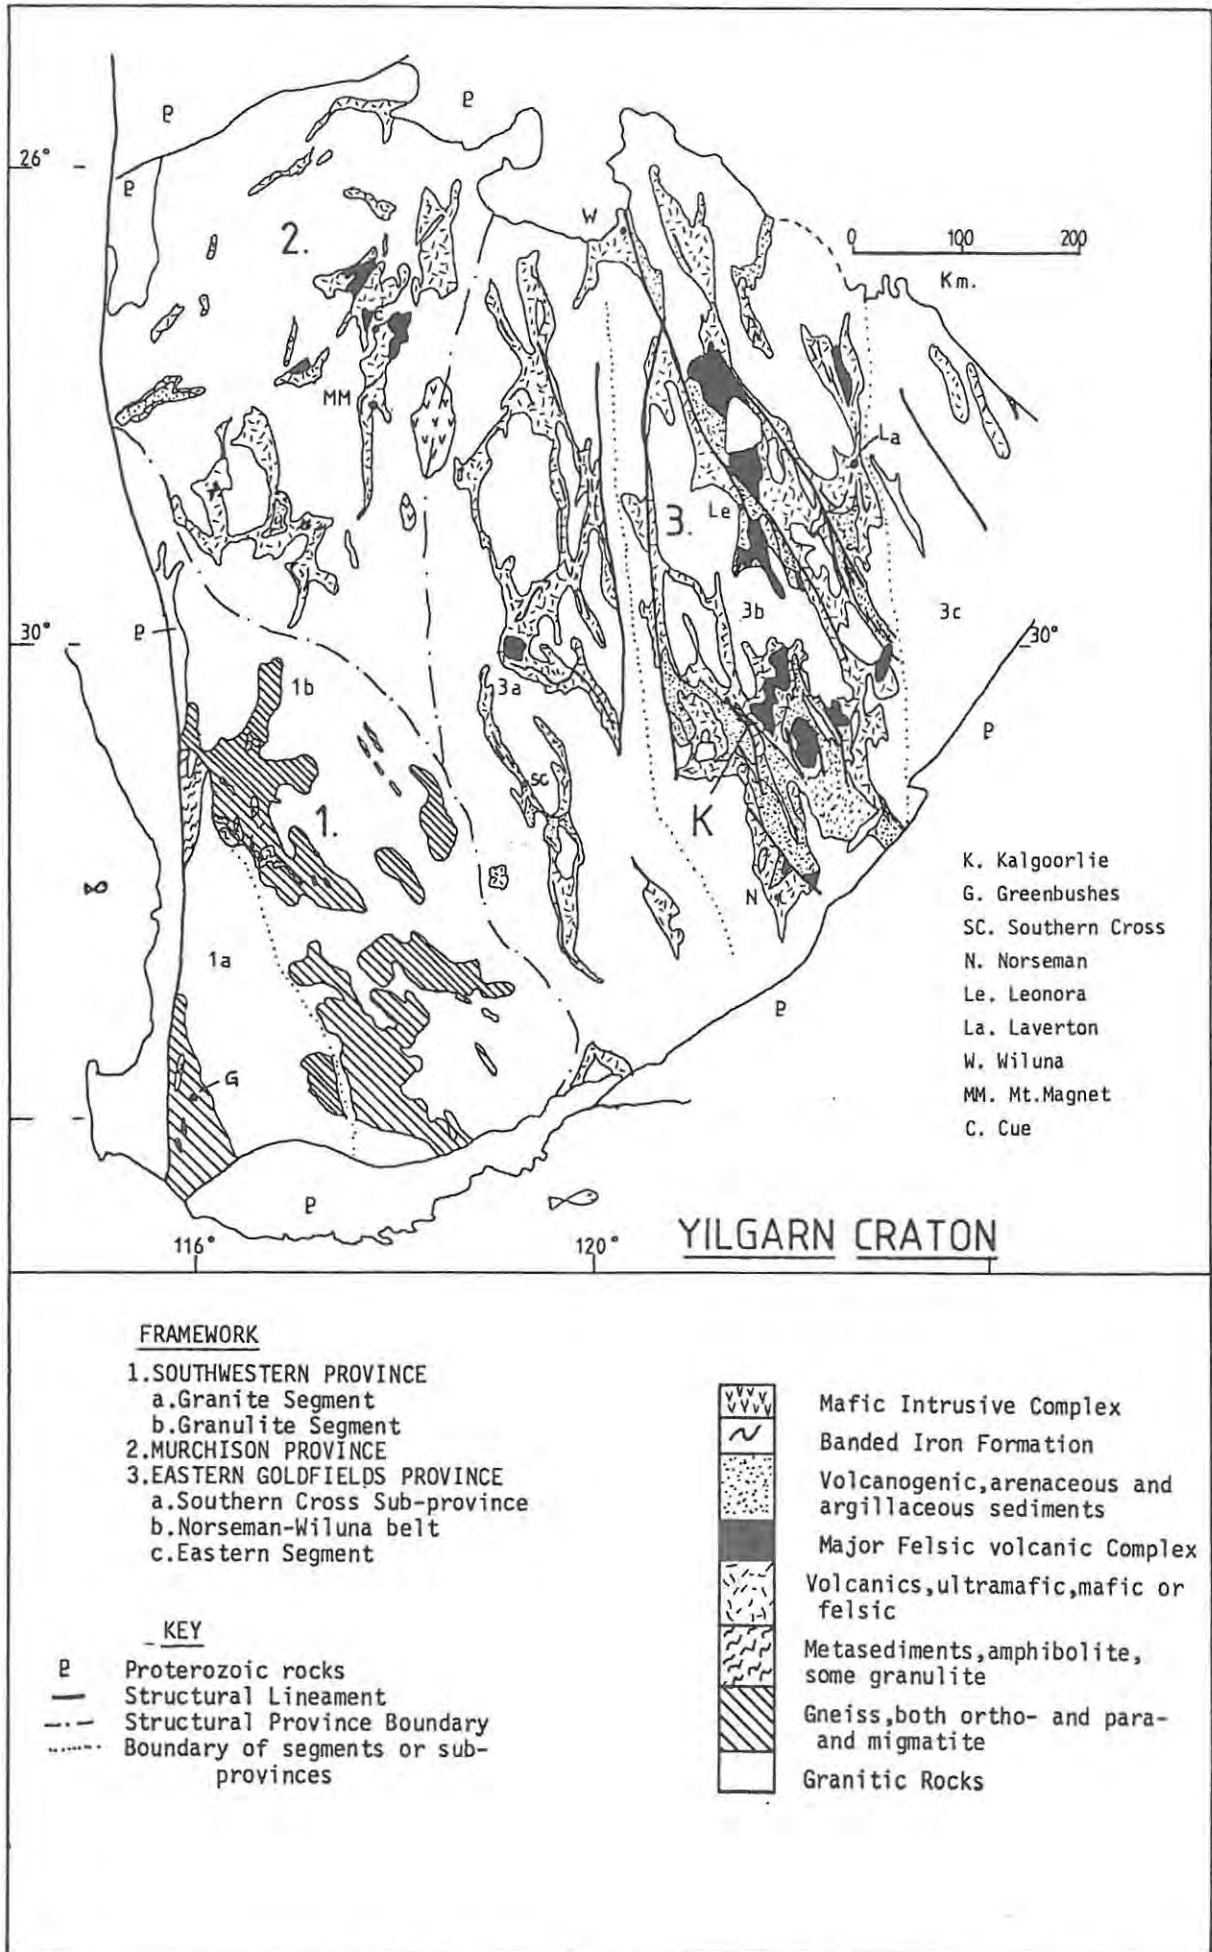 P
P
26°
P
2.
W
0 100 200
Km.
C
MM
La
3.
Le
3b
3c
P
30°
30°
1b
3a
P
SC
1.
K
N
1a
P
G
P
K. Kalgoorlie
G. Greenbushes
SC. Southern Cross
N. Norseman
Le. Leonora
La. Laverton
W. Wiluna
MM. Mt.Magnet
C. Cue
116°
120°
YILGARN CRATON
FRAMEWORK
1.SOUTHWESTERN PROVINCE
a.Granite Segment
b.Granulite Segment
2.MURCHISON PROVINCE
3.EASTERN GOLDFIELDS PROVINCE
a.Southern Cross Sub-province
b.Norseman-Wiluna belt
c.Eastern Segment
KEY
P Proterozoic rocks
Structural Lineament
Structural Province Boundary
Boundary of segments or sub-
provinces
Mafic Intrusive Complex
Banded Iron Formation
Volcanogenic,arenaceous and
argillaceous sediments
Major Felsic volcanic Complex
Volcanics,ultramafic,mafic or
felsic
Metasediments,amphibolite,
some granulite
Gneiss,both ortho- and para-
and migmatite
Granitic Rocks